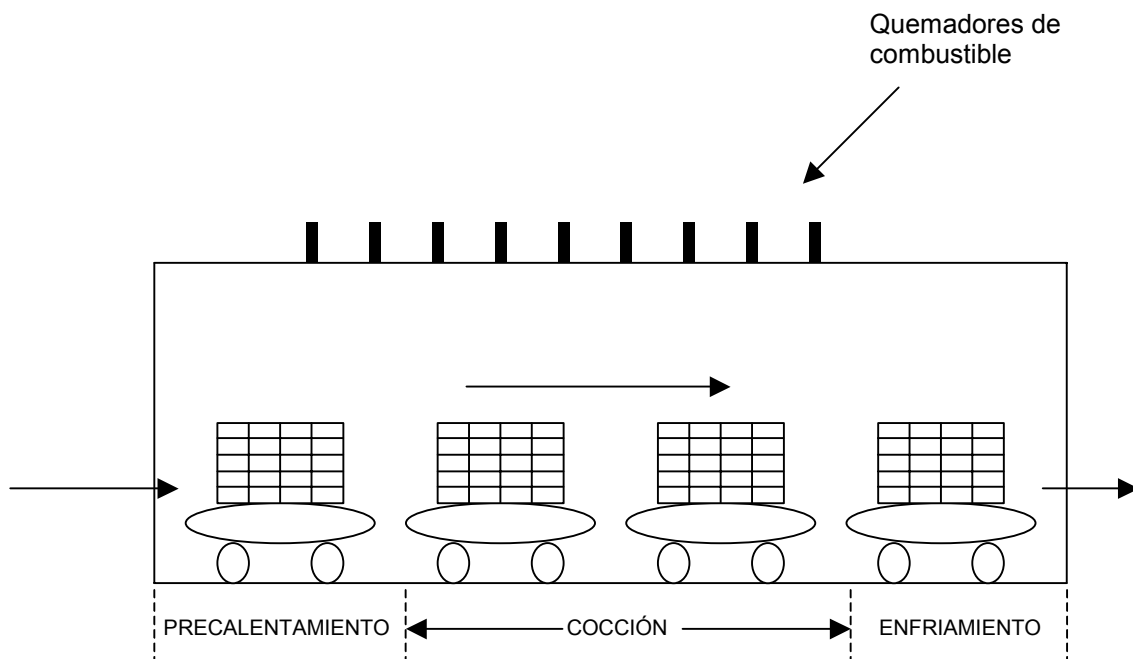 Quemadores de
combustible
PRECALENTAMIENTO
COCCIÓN
ENFRIAMIENTO